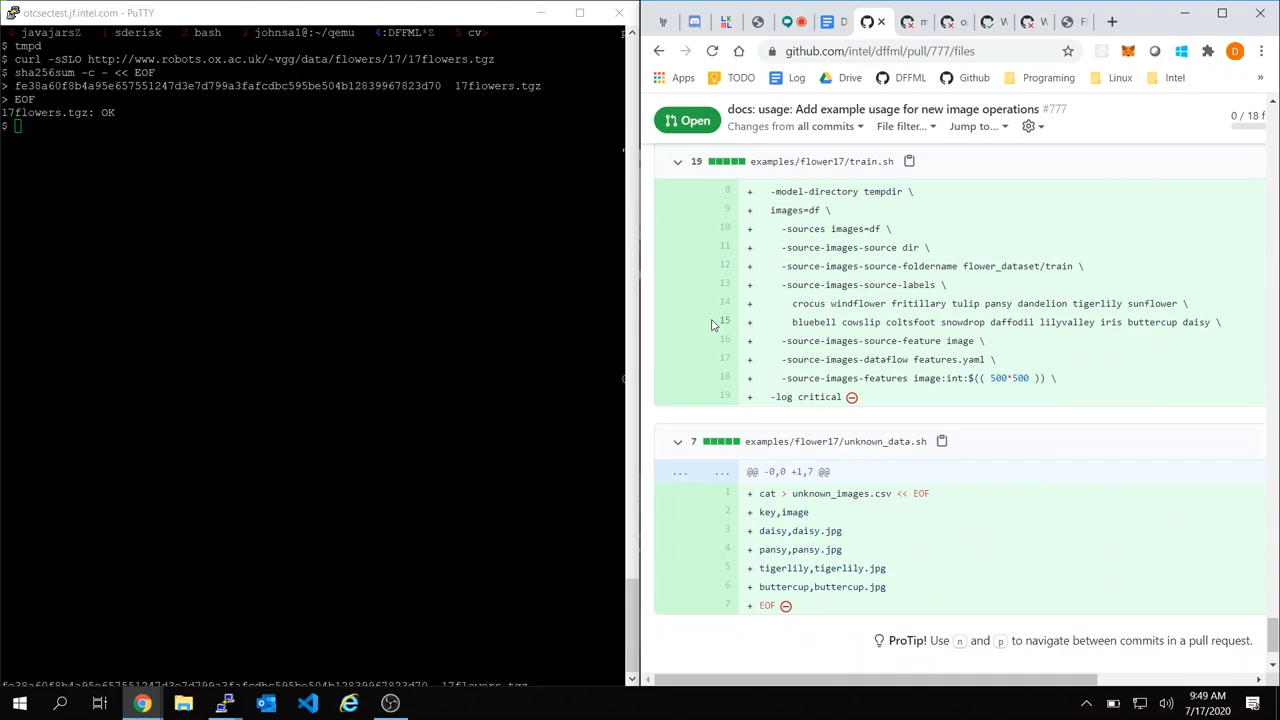 otcsectest.jf.intel.com - PuTTY
0 javajarsZ 1 sderisk 2 bash 3 johnsa1@:~/qemu 4:DFFML*Z 5 cv>
$ tmpd
$ curl -sSLO http://www.robots.ox.ac.uk/~vgg/data/flowers/17/17flowers.tgz
$ sha256sum -c - << EOF
> fe38a60f8b4a95e657551247d3e7d799a3fafcdbc595be504b12839967823d70  17flowers.tgz
> EOF
17flowers.tgz: OK
$
fe38a60f8b4a95e657551247d3e7d799a3fafcdbc595be504b12839967823d70  17flowers.tgz
github.com/intel/dffml/pull/777/files
Apps TODO Log Drive DFFML Github Programing Linux Intel »
Open
docs: usage: Add example usage for new image operations #777
Changes from all commits File filter... Jump to...
0 / 18 f
19 examples/flower17/train.sh
8 + -model-directory tempdir \
9 + images=df \
10 + -sources images=df \
11 + -source-images-source dir \
12 + -source-images-source-foldername flower_dataset/train \
13 + -source-images-source-labels \
14 + crocus windflower fritillary tulip pansy dandelion tigerlily sunflower \
15 + bluebell cowslip coltsfoot snowdrop daffodil lilyvalley iris buttercup daisy \
16 + -source-images-source-feature image \
17 + -source-images-dataflow features.yaml \
18 + -source-images-features image:int:$(( 500*500 )) \
19 + -log critical
7 examples/flower17/unknown_data.sh
... ... @@ -0,0 +1,7 @@
1 + cat > unknown_images.csv << EOF
2 + key,image
3 + daisy,daisy.jpg
4 + pansy,pansy.jpg
5 + tigerlily,tigerlily.jpg
6 + buttercup,buttercup.jpg
7 + EOF
ProTip! Use n and p to navigate between commits in a pull request.
9:49 AM
7/17/2020